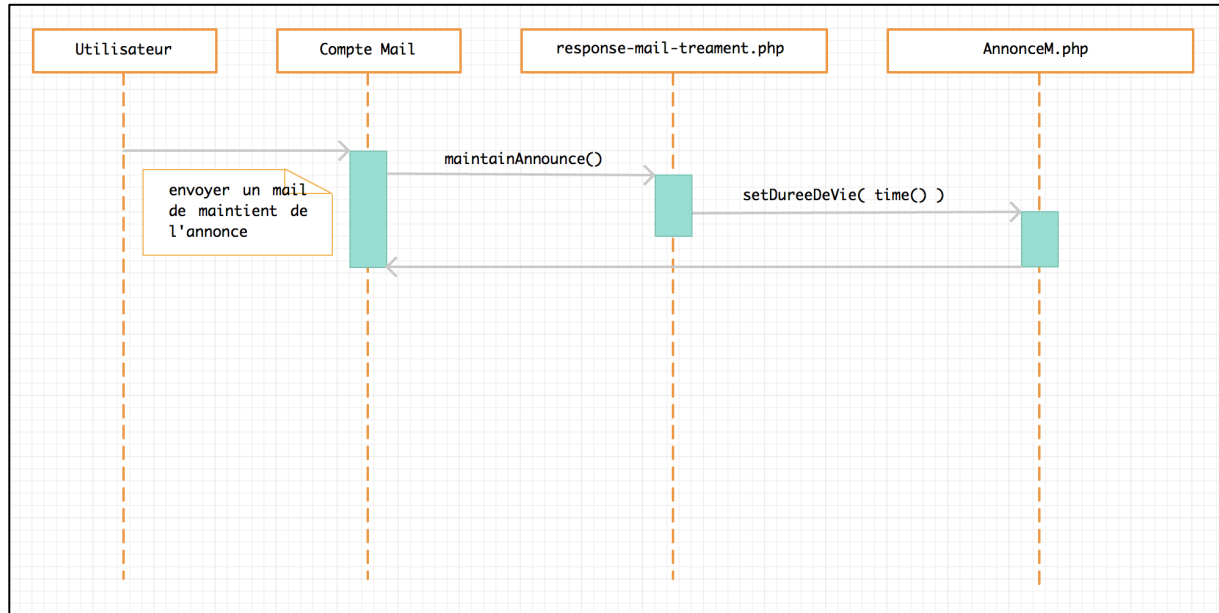 Utilisateur
Compte Mail
response-mail-treament.php
AnnonceM.php
maintainAnnounce()
envoyer un mail
de maintient de
l'annonce
setDureeDeVie( time() )